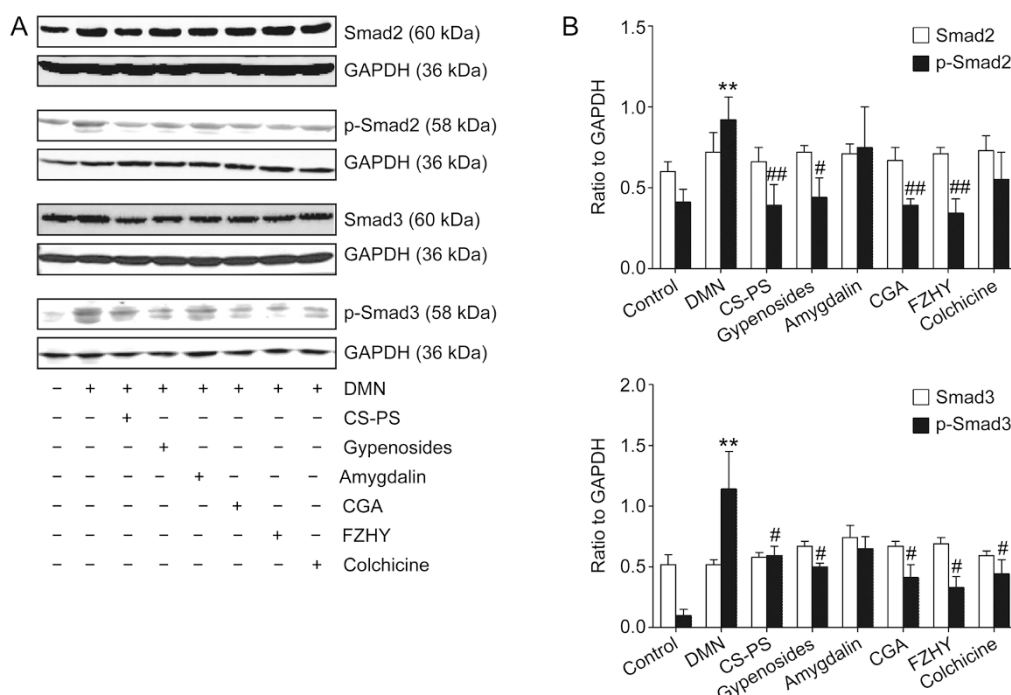 A
Smad2 (60 kDa)
GAPDH (36 kDa)
p-Smad2 (58 kDa)
GAPDH (36 kDa)
Smad3 (60 kDa)
GAPDH (36 kDa)
p-Smad3 (58 kDa)
GAPDH (36 kDa)
– + + + + + + + DMN
– – + – – – – – CS-PS
– – – + – – – – Gypenosides
– – – – + – – – Amygdalin
– – – – – + – – CGA
– – – – – – + – FZHY
– – – – – – – + Colchicine
B
Smad2
p-Smad2
Ratio to GAPDH
1.5
1.0
0.5
0.0
**
##
#
##
##
Control
DMN
CS-PS
Gypenosides
Amygdalin
CGA
FZHY
Colchicine
Smad3
p-Smad3
Ratio to GAPDH
2.0
1.5
1.0
0.5
0.0
**
#
#
#
#
#
Control
DMN
CS-PS
Gypenosides
Amygdalin
CGA
FZHY
Colchicine